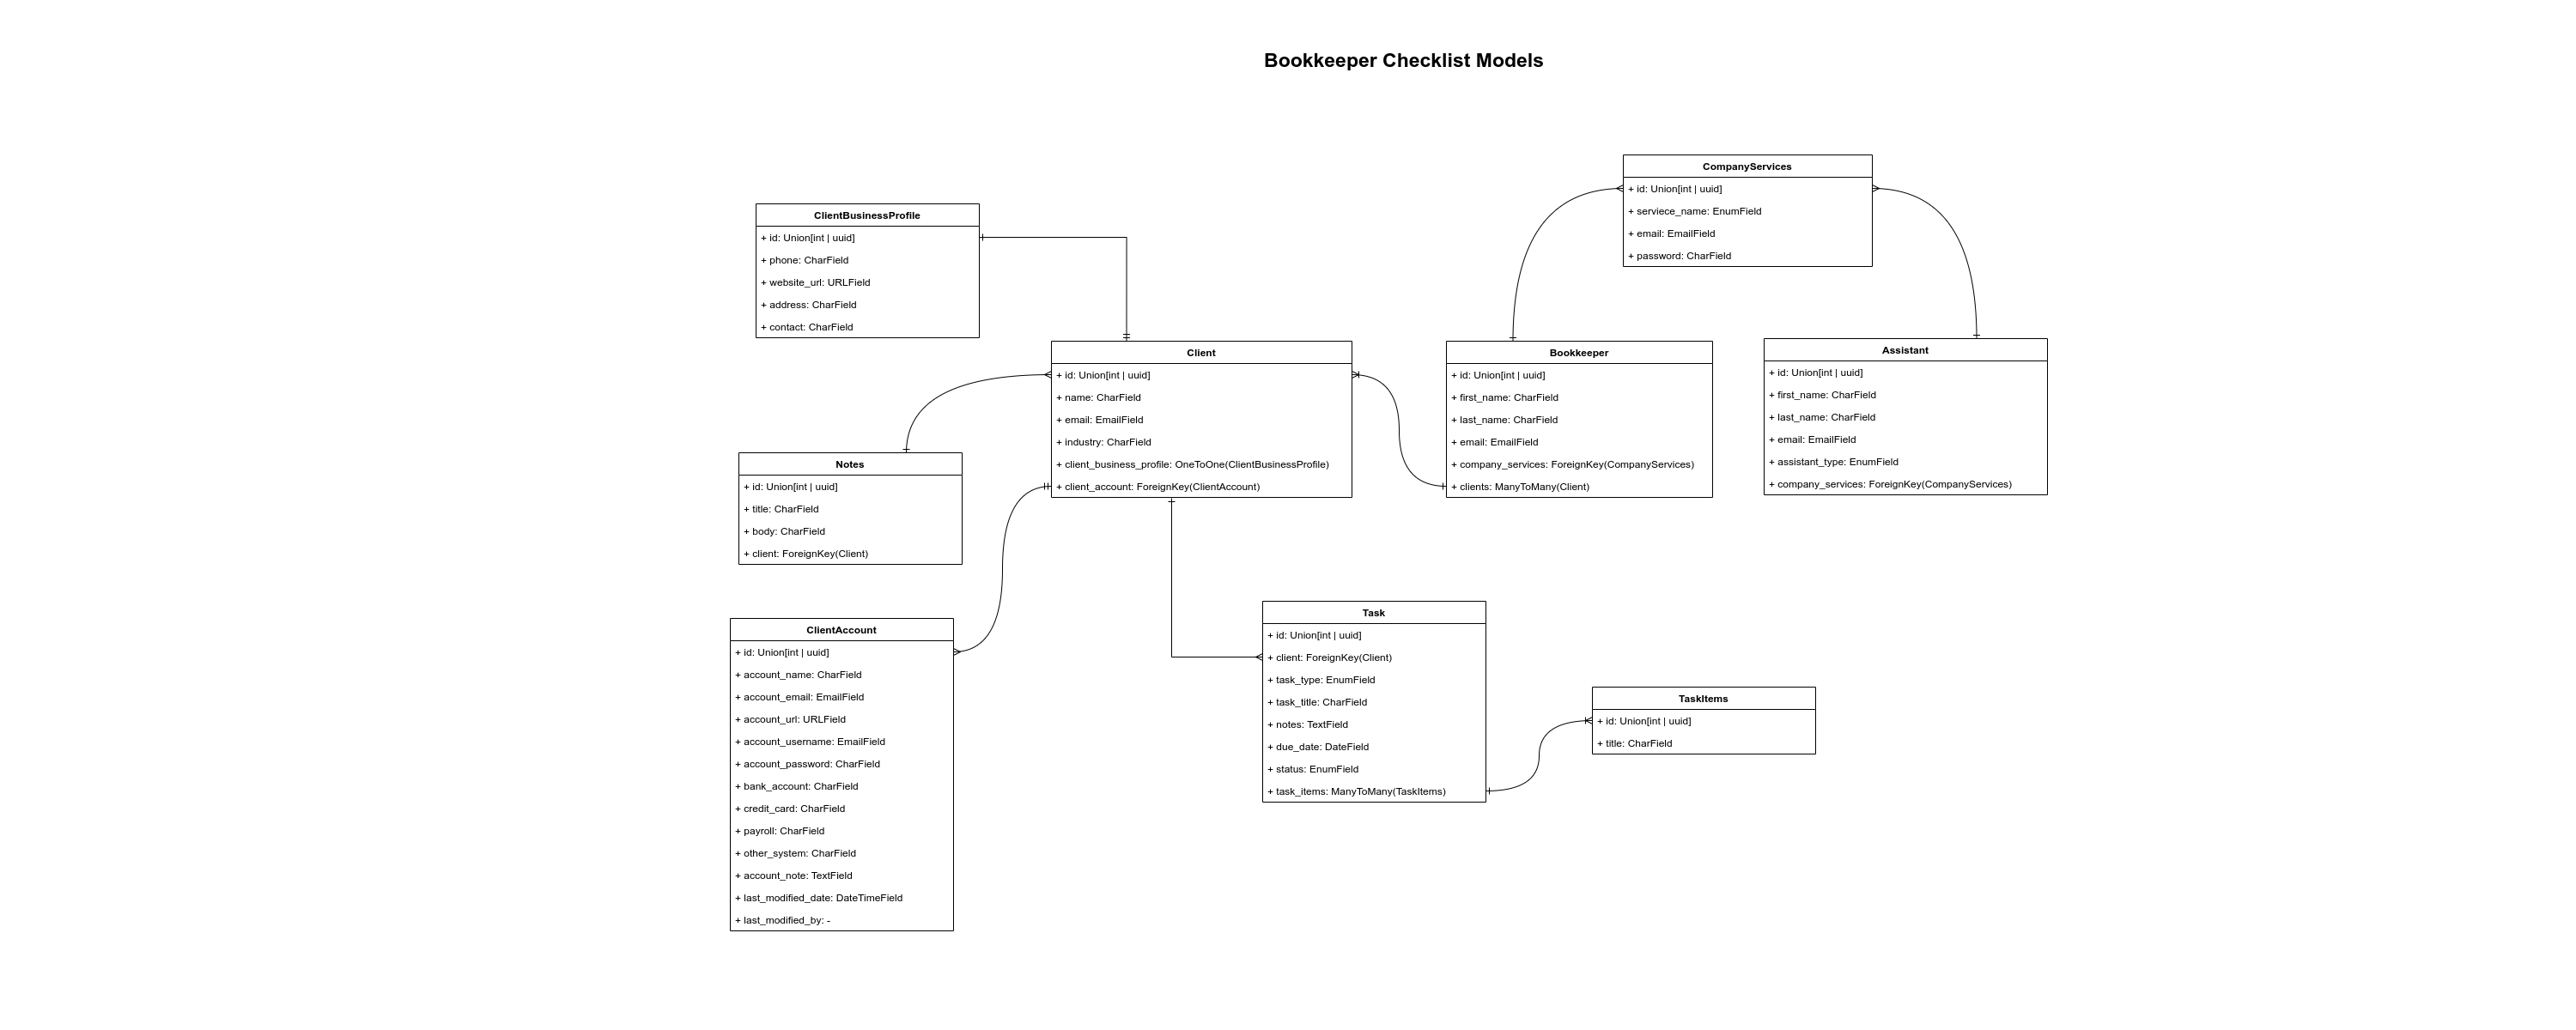 Bookkeeper Checklist Models
CompanyServices
+ id: Union[int | uuid]
+ serviece_name: EnumField
+ email: EmailField
+ password: CharField
ClientBusinessProfile
+ id: Union[int | uuid]
+ phone: CharField
+ website_url: URLField
+ address: CharField
+ contact: CharField
Client
+ id: Union[int | uuid]
+ name: CharField
+ email: EmailField
+ industry: CharField
+ client_business_profile: OneToOne(ClientBusinessProfile)
+ client_account: ForeignKey(ClientAccount)
Bookkeeper
+ id: Union[int | uuid]
+ first_name: CharField
+ last_name: CharField
+ email: EmailField
+ company_services: ForeignKey(CompanyServices)
+ clients: ManyToMany(Client)
Assistant
+ id: Union[int | uuid]
+ first_name: CharField
+ last_name: CharField
+ email: EmailField
+ assistant_type: EnumField
+ company_services: ForeignKey(CompanyServices)
Notes
+ id: Union[int | uuid]
+ title: CharField
+ body: CharField
+ client: ForeignKey(Client)
ClientAccount
+ id: Union[int | uuid]
+ account_name: CharField
+ account_email: EmailField
+ account_url: URLField
+ account_username: EmailField
+ account_password: CharField
+ bank_account: CharField
+ credit_card: CharField
+ payroll: CharField
+ other_system: CharField
+ account_note: TextField
+ last_modified_date: DateTimeField
+ last_modified_by: -
Task
+ id: Union[int | uuid]
+ client: ForeignKey(Client)
+ task_type: EnumField
+ task_title: CharField
+ notes: TextField
+ due_date: DateField
+ status: EnumField
+ task_items: ManyToMany(TaskItems)
TaskItems
+ id: Union[int | uuid]
+ title: CharField